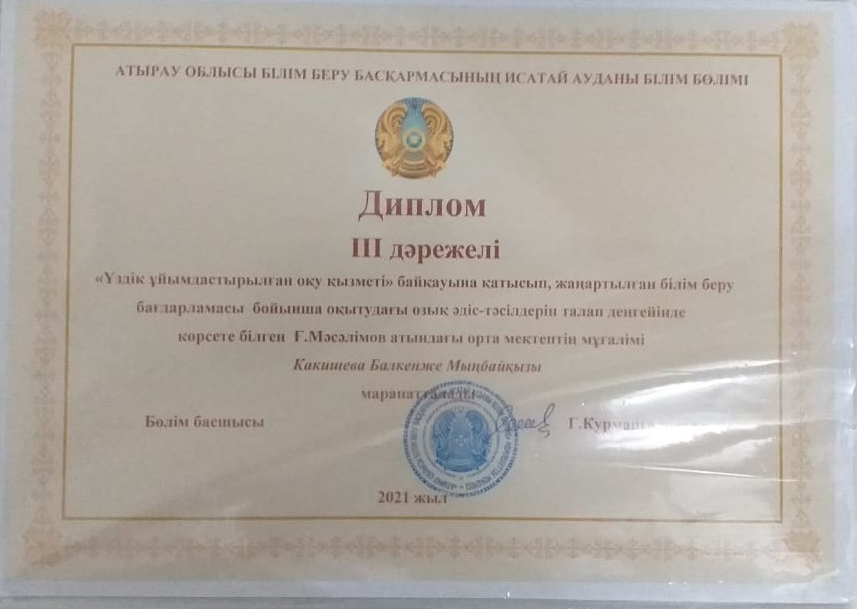 АТЫРАУ ОБЛЫСЫ БІЛІМ БЕРУ БАСҚАРМАСЫНЫҢ ИСАТАЙ АУДАНЫ БІЛІМ БӨЛІМІ
Диплом
III дәрежелі
«Үздік ұйымдастырылған оқу қызметі» байқауына қатысып, жаңартылған білім беру
бағдарламасы бойынша оқытудағы озық әдіс-тәсілдерін талап деңгейінде
көрсете білген Ғ.Мәсәлімов атындағы орта мектептің мұғалімі
Какишева Балкенже Мыңбайқызы
марапатталады
Бөлім басшысы
2021 жыл